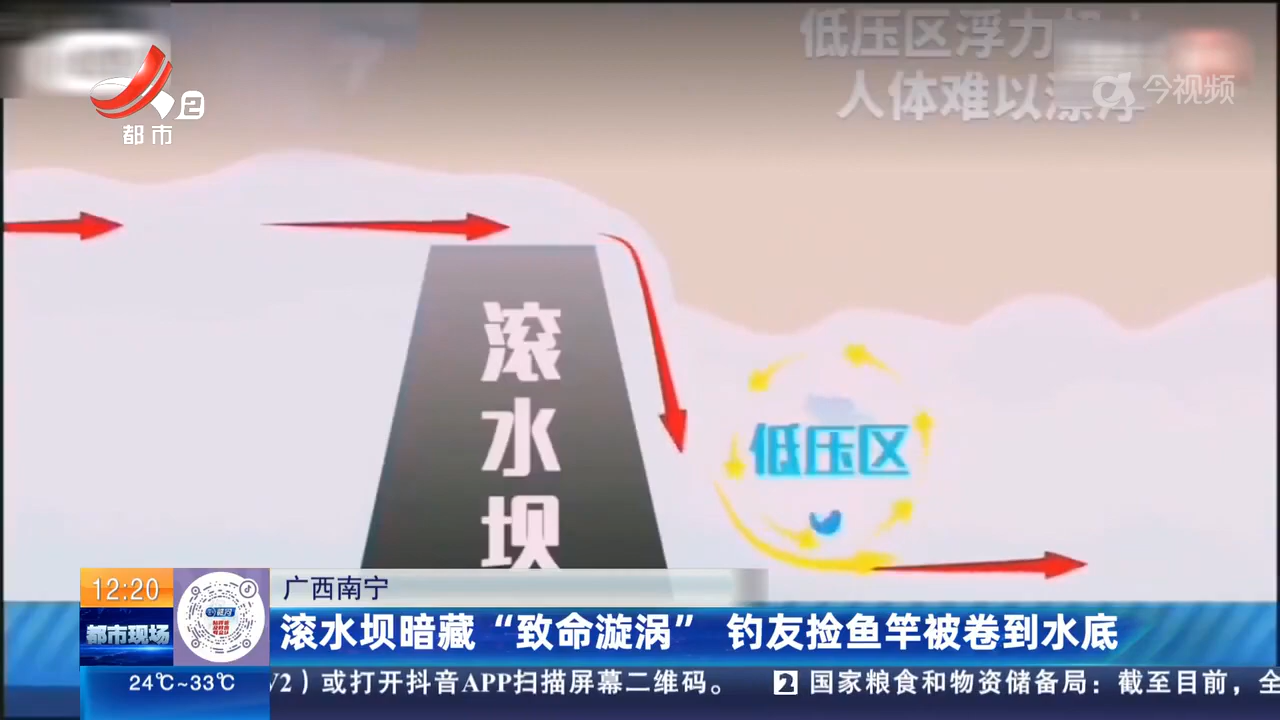 低压区浮力
人体难以漂浮
今视频
2
都市
滚水坝
低压区
12:20
广西南宁
都市现场
滚水坝暗藏“致命漩涡” 钓友捡鱼竿被卷到水底
24℃~33℃
V2）或打开抖音APP扫描屏幕二维码。 2 国家粮食和物资储备局：截至目前，全